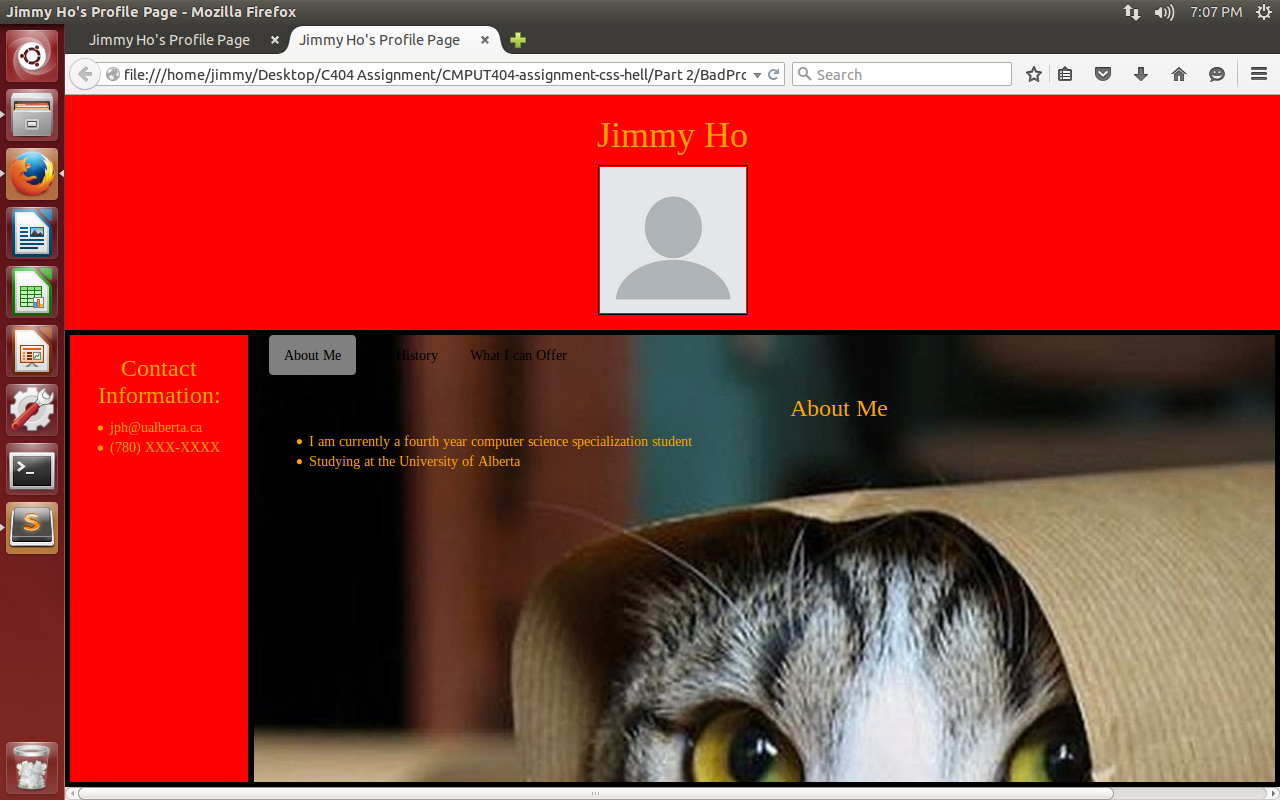 Jimmy Ho's Profile Page - Mozilla Firefox
7:07 PM
Jimmy Ho's Profile Page
Jimmy Ho's Profile Page
file:///home/jimmy/Desktop/C404 Assignment/CMPUT404-assignment-css-hell/Part 2/BadPro
Search
Jimmy Ho
Contact
Information:
jph@ualberta.ca
(780) XXX-XXXX
About Me
History
What I can Offer
About Me
I am currently a fourth year computer science specialization student
Studying at the University of Alberta